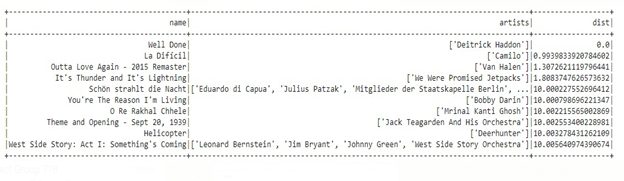 name| artists| dist|
Well Done| ['Deitrick Haddon']| 0.0|
La Difícil| ['Camilo']| 0.9939833920784602|
Outta Love Again - 2015 Remaster| ['Van Halen']| 1.3072621119796441|
It's Thunder and It's Lightning| ['We Were Promised Jetpacks']| 1.8083747626573632|
Schön strahlt die Nacht|['Eduardo di Capua', 'Julius Patzak', 'Mitglieder der Staatskapelle Berlin', ...|10.000227552696412|
You're The Reason I'm Living| ['Bobby Darin']|10.000798696221347|
O Re Rakhal Chhele| ['Mrinal Kanti Ghosh']|10.002215565002869|
Theme and Opening - Sept 20, 1939| ['Jack Teagarden And His Orchestra']|10.002553400228981|
Helicopter| ['Deerhunter']|10.003278431262109|
West Side Story: Act I: Something's Coming|['Leonard Bernstein', 'Jim Bryant', 'Johnny Green', 'West Side Story Orchestra']|10.005640974390674|